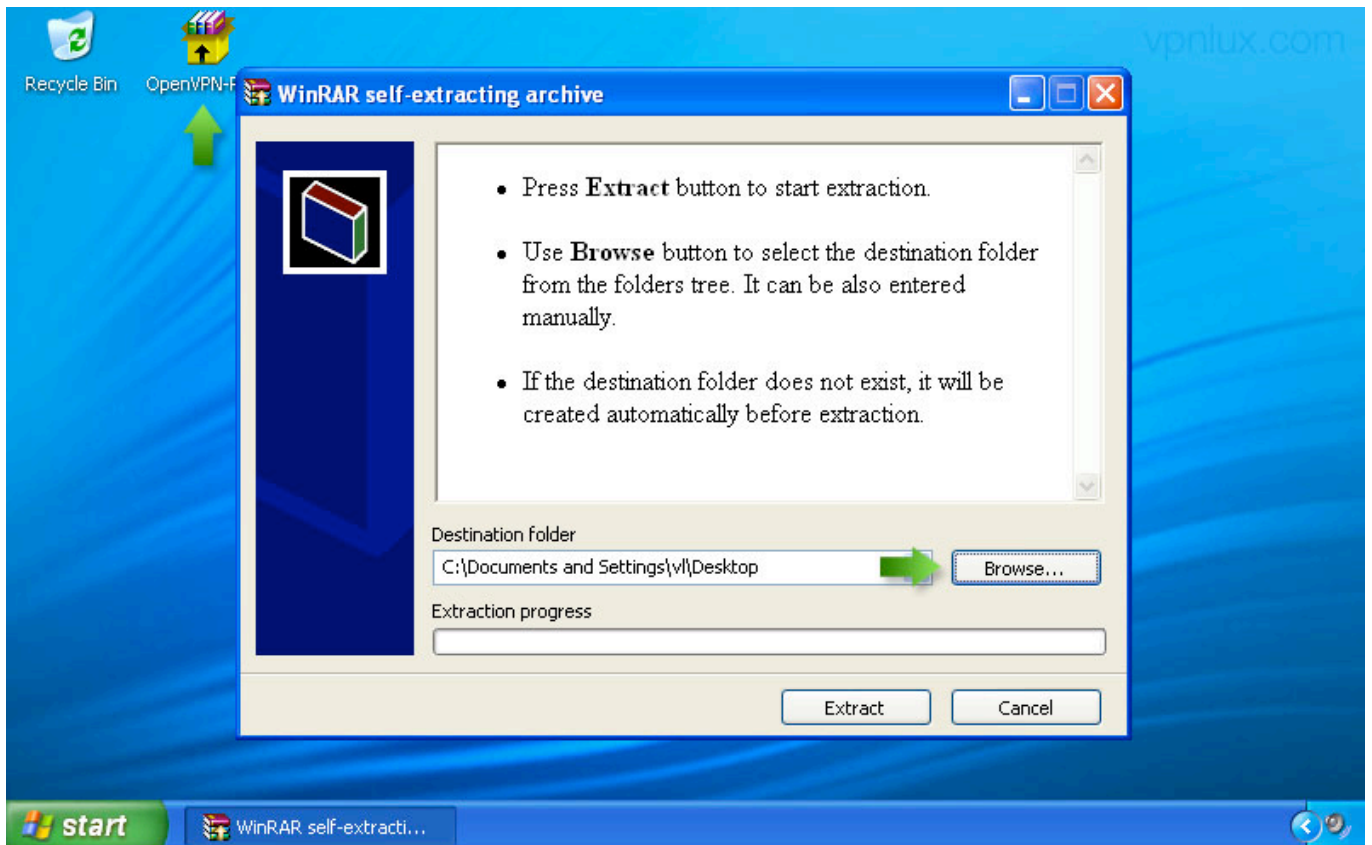 vpnlux.com
Recycle Bin
OpenVPN-
WinRAR self-extracting archive
• Press Extract button to start extraction.
• Use Browse button to select the destination folder
from the folders tree. It can be also entered
manually.
• If the destination folder does not exist, it will be
created automatically before extraction.
Destination folder
C:\Documents and Settings\vl\Desktop
Browse...
Extraction progress
Extract
Cancel
start
WinRAR self-extracti...